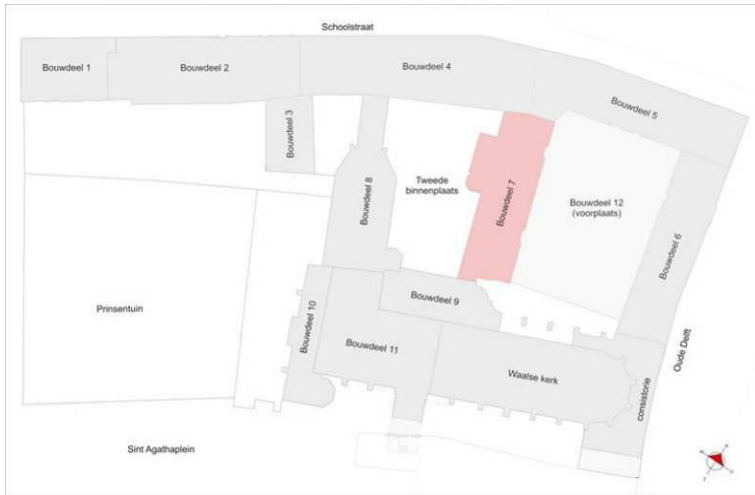 Schoolstraat
Bouwdeel 1
Bouwdeel 2
Bouwdeel 4
Bouwdeel 5
Bouwdeel 3
Bouwdeel 8
Tweede
binnenplaats
Bouwdeel 7
Bouwdeel 12
(voorplaats)
Bouwdeel 6
Prinsentuin
Bouwdeel 10
Bouwdeel 9
Bouwdeel 11
Waalse kerk
consistorie
Oude Delft
Sint Agathaplein